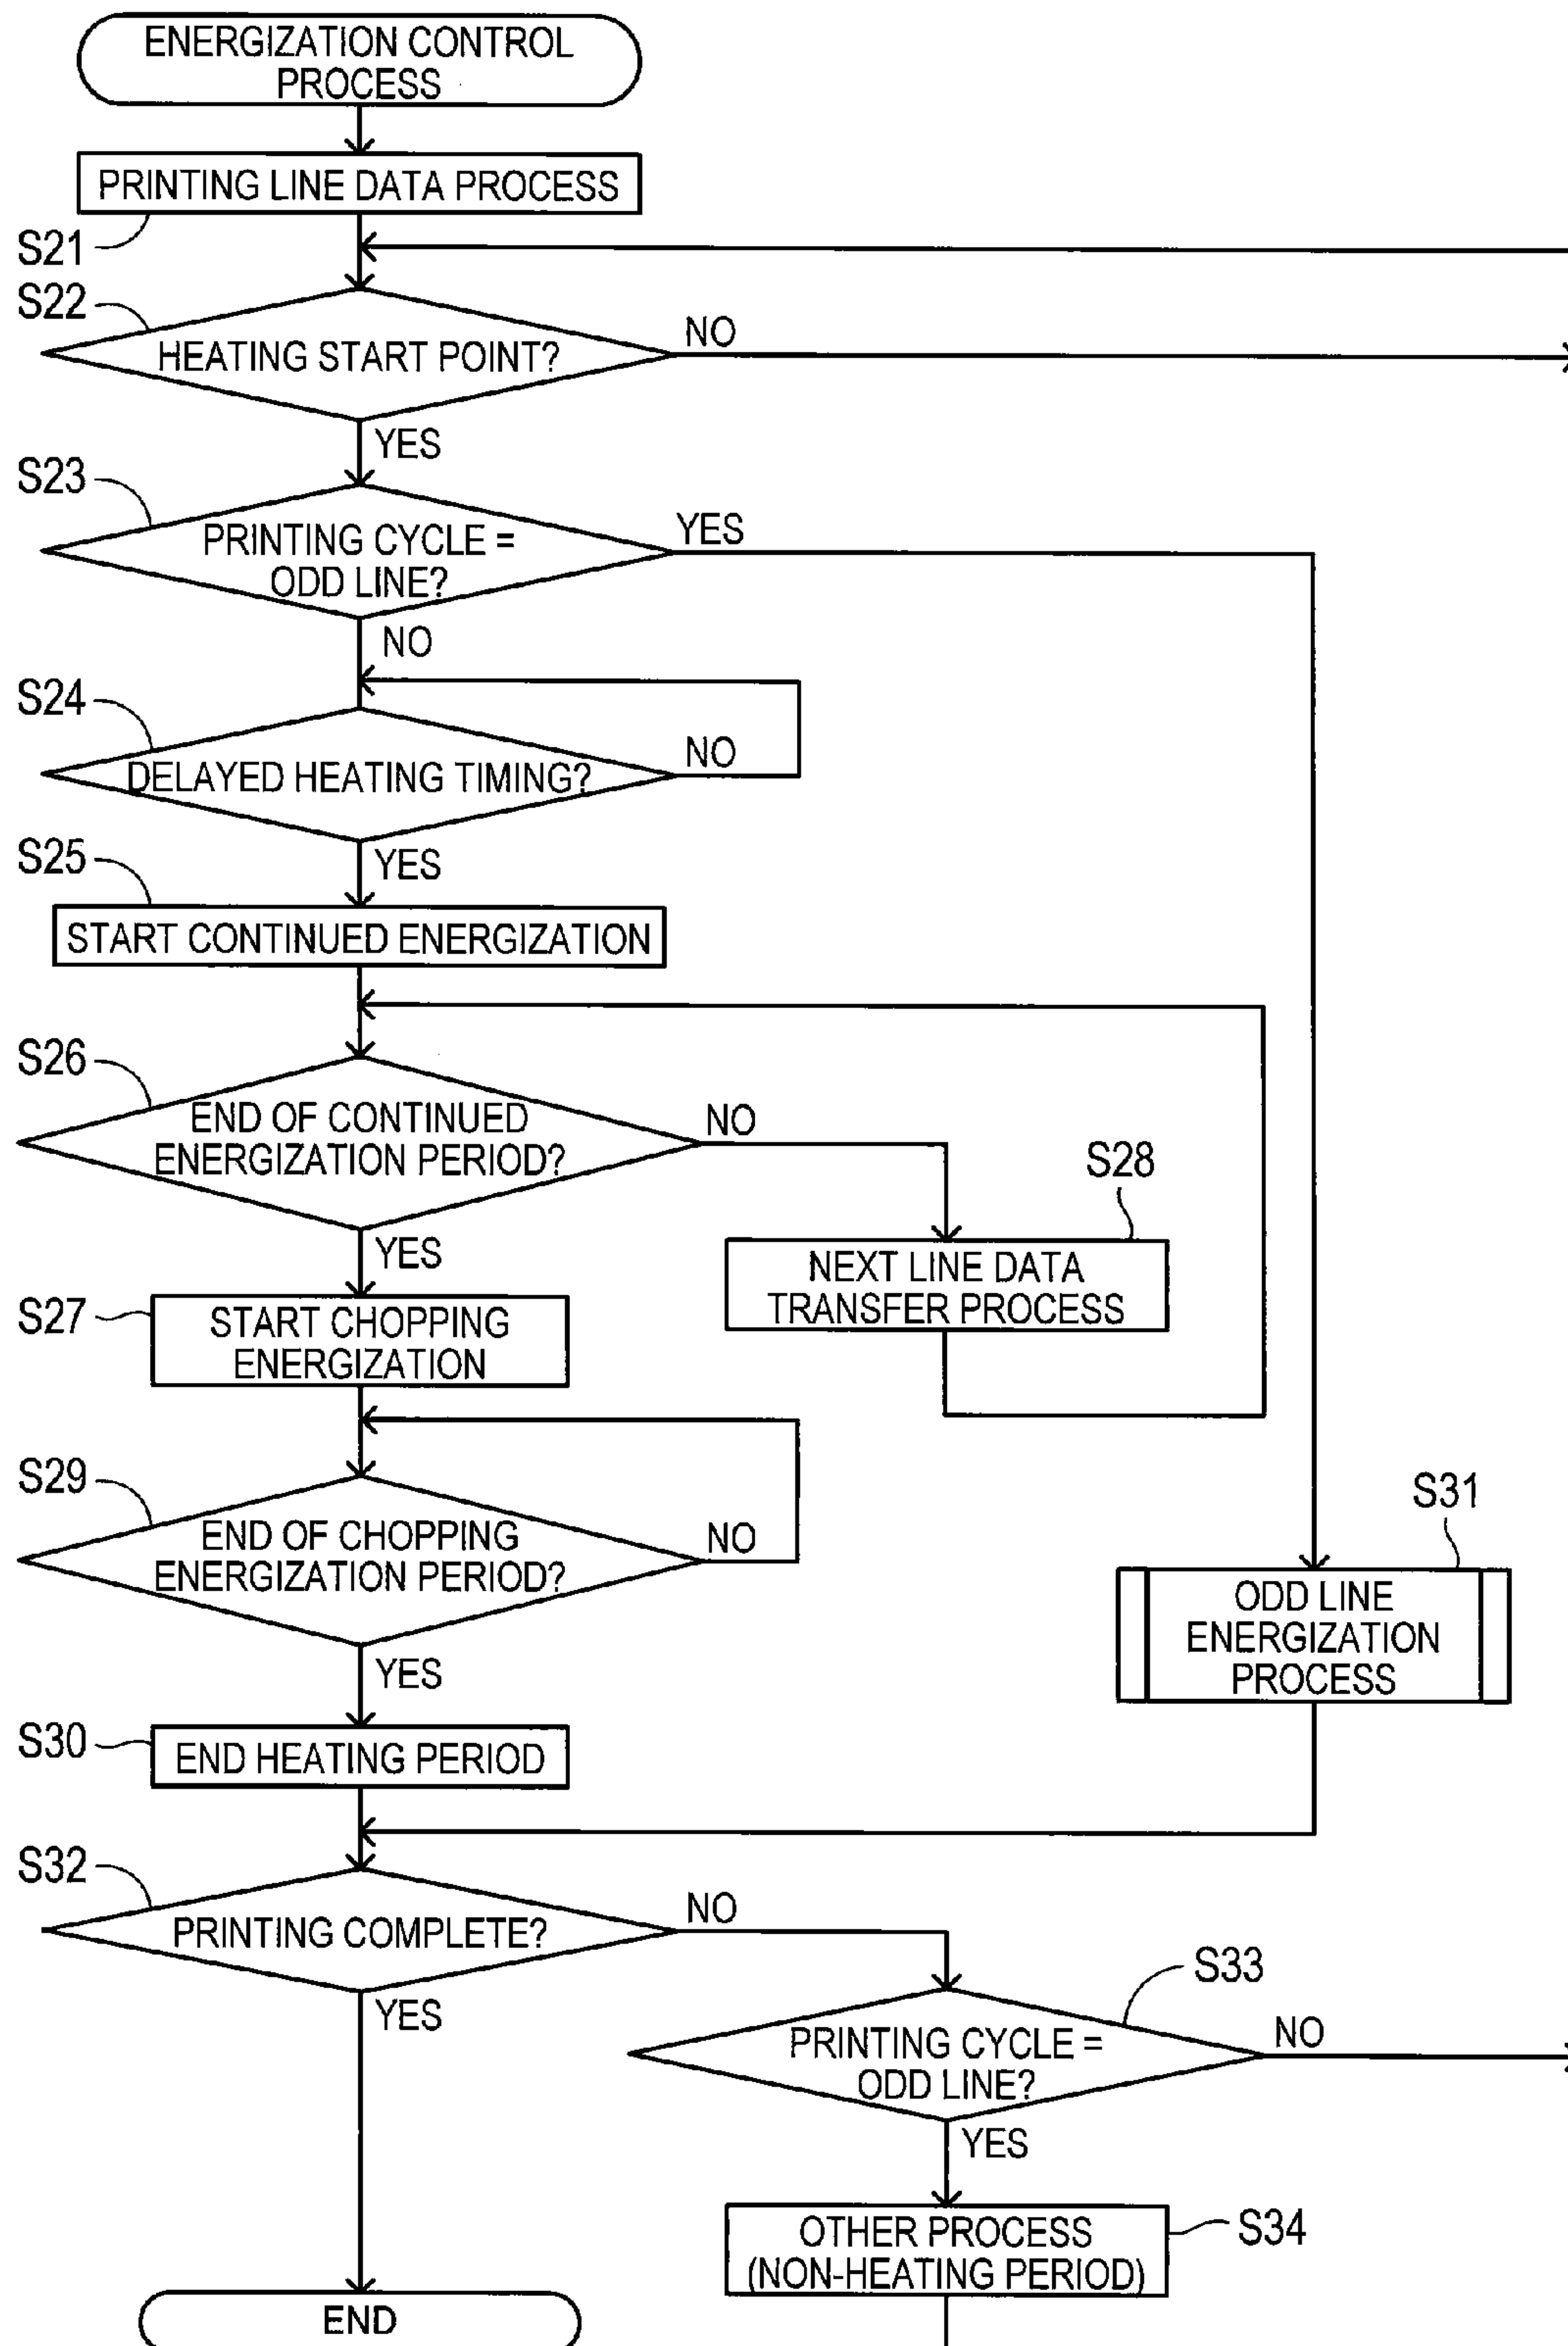 ENERGIZATION CONTROL
PROCESS
PRINTING LINE DATA PROCESS
S21
S22
HEATING START POINT?
NO
YES
S23
PRINTING CYCLE =
ODD LINE?
YES
NO
S24
DELAYED HEATING TIMING?
NO
YES
S25
START CONTINUED ENERGIZATION
S26
END OF CONTINUED
ENERGIZATION PERIOD?
NO
S28
YES
NEXT LINE DATA
TRANSFER PROCESS
S27
START CHOPPING
ENERGIZATION
S29
END OF CHOPPING
ENERGIZATION PERIOD?
NO
S31
ODD LINE
ENERGIZATION
PROCESS
YES
S30
END HEATING PERIOD
S32
PRINTING COMPLETE?
NO
YES
S33
PRINTING CYCLE =
ODD LINE?
NO
YES
OTHER PROCESS
(NON-HEATING PERIOD)
S34
END